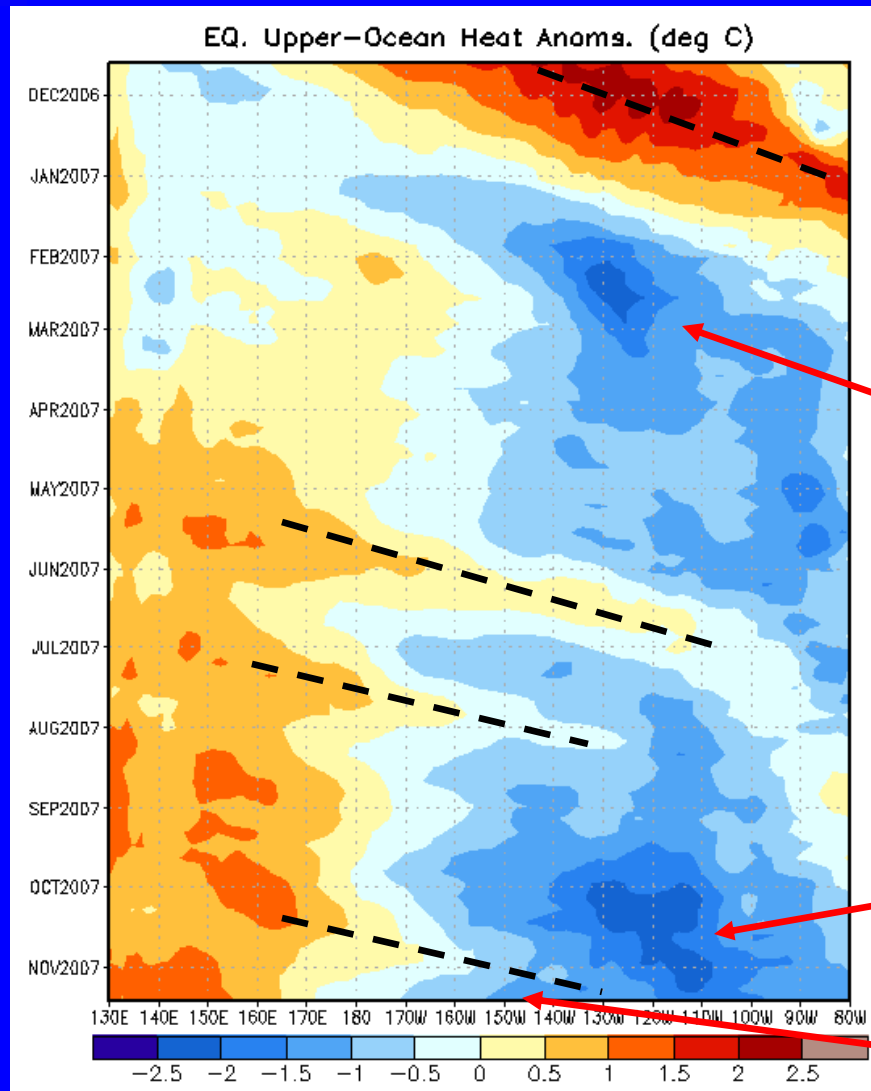 EQ. Upper-Ocean Heat Anoms. (deg C)
DEC2006
JAN2007
FEB2007
MAR2007
APR2007
MAY2007
JUN2007
JUL2007
AUG2007
SEP2007
OCT2007
NOV2007
130E 140E 150E 160E 170E 180 170W 160W 150W 140W 130W 120W 110W 100W 90W 80W
-2.5 -2 -1.5 -1 -0.5 0 0.5 1 1.5 2 2.5